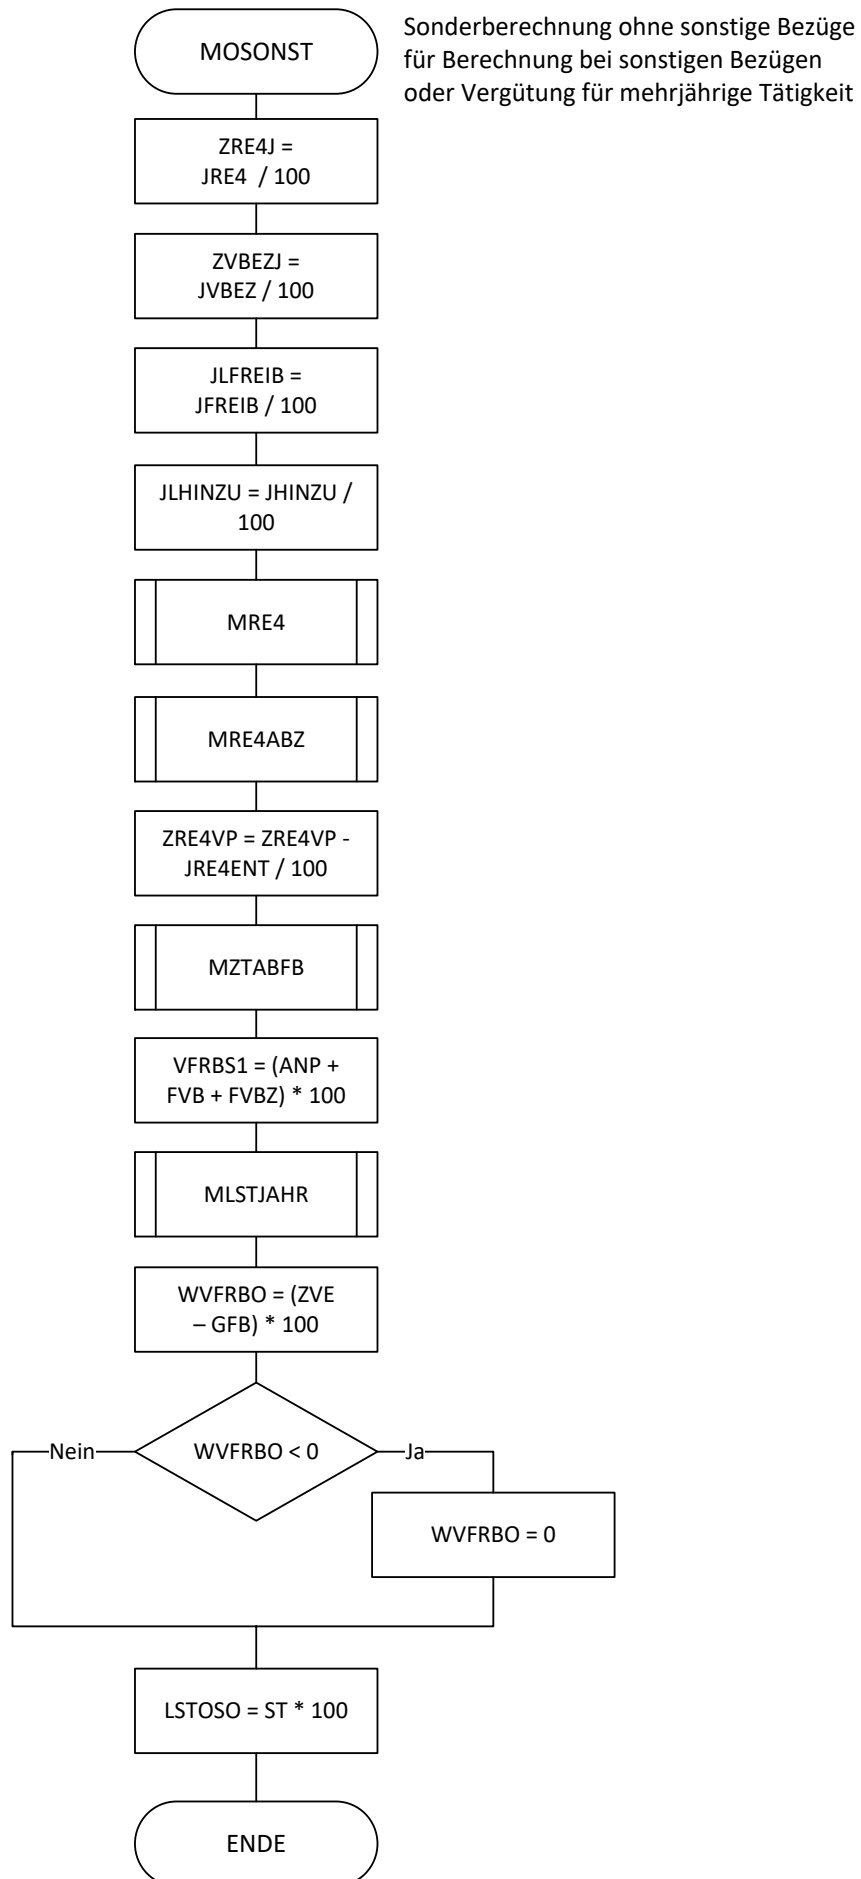 MOSONST
Sonderberechnung ohne sonstige Bezüge
für Berechnung bei sonstigen Bezügen
oder Vergütung für mehrjährige Tätigkeit
ZRE4J =
JRE4 / 100
ZVBEZJ =
JVBEZ / 100
JLFREIB =
JFREIB / 100
JLHINZU = JHINZU /
100
MRE4
MRE4ABZ
ZRE4VP = ZRE4VP -
JRE4ENT / 100
MZTABFB
VFRBS1 = (ANP +
FVB + FVBZ) * 100
MLSTJAHR
WVFRBO = (ZVE
– GFB) * 100
Nein
WVFRBO < 0
Ja
WVFRBO = 0
LSTOSO = ST * 100
ENDE